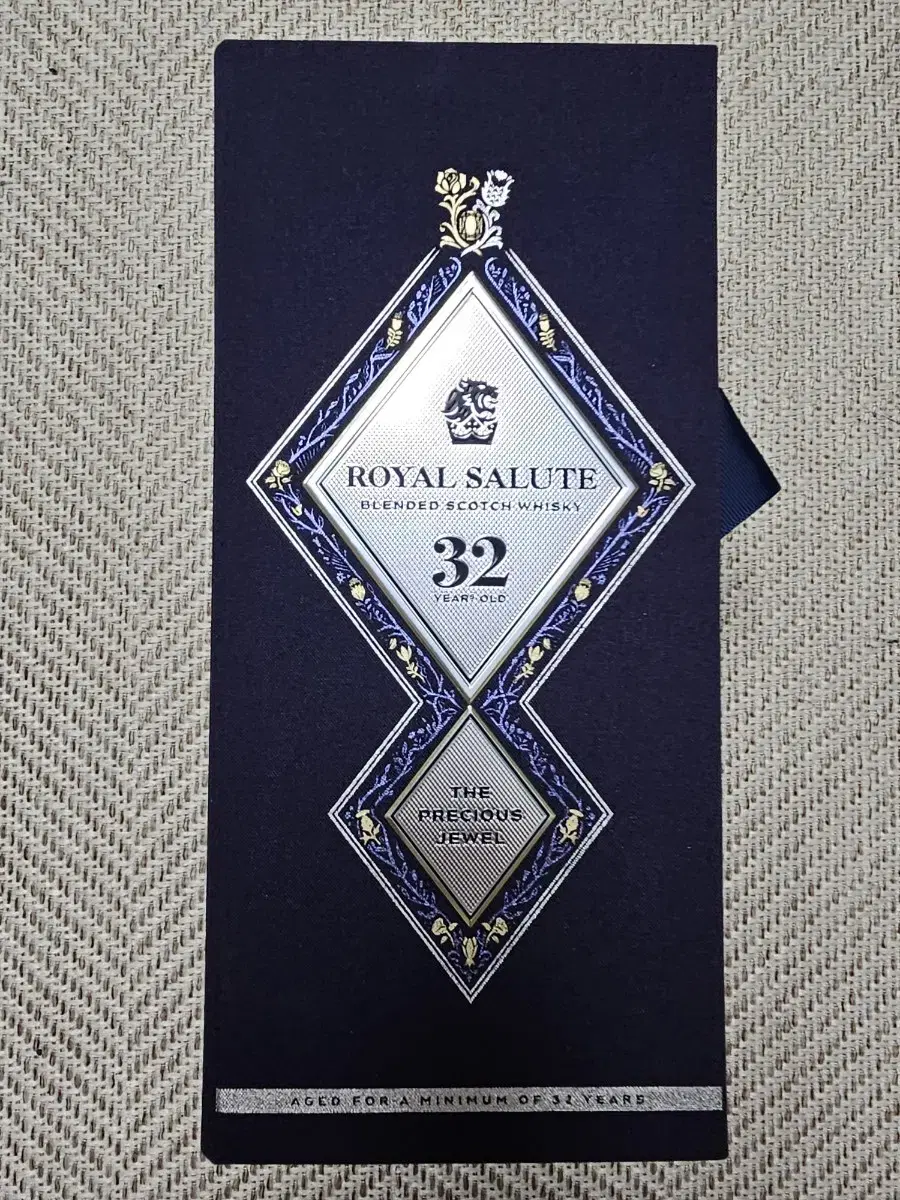 ROYAL SALUTE
BLENDED SCOTCH WHISKY
32
YEARS OLD
THE
PRECIOUS
JEWEL
AGED FOR A MINIMUM OF 32 YEARS